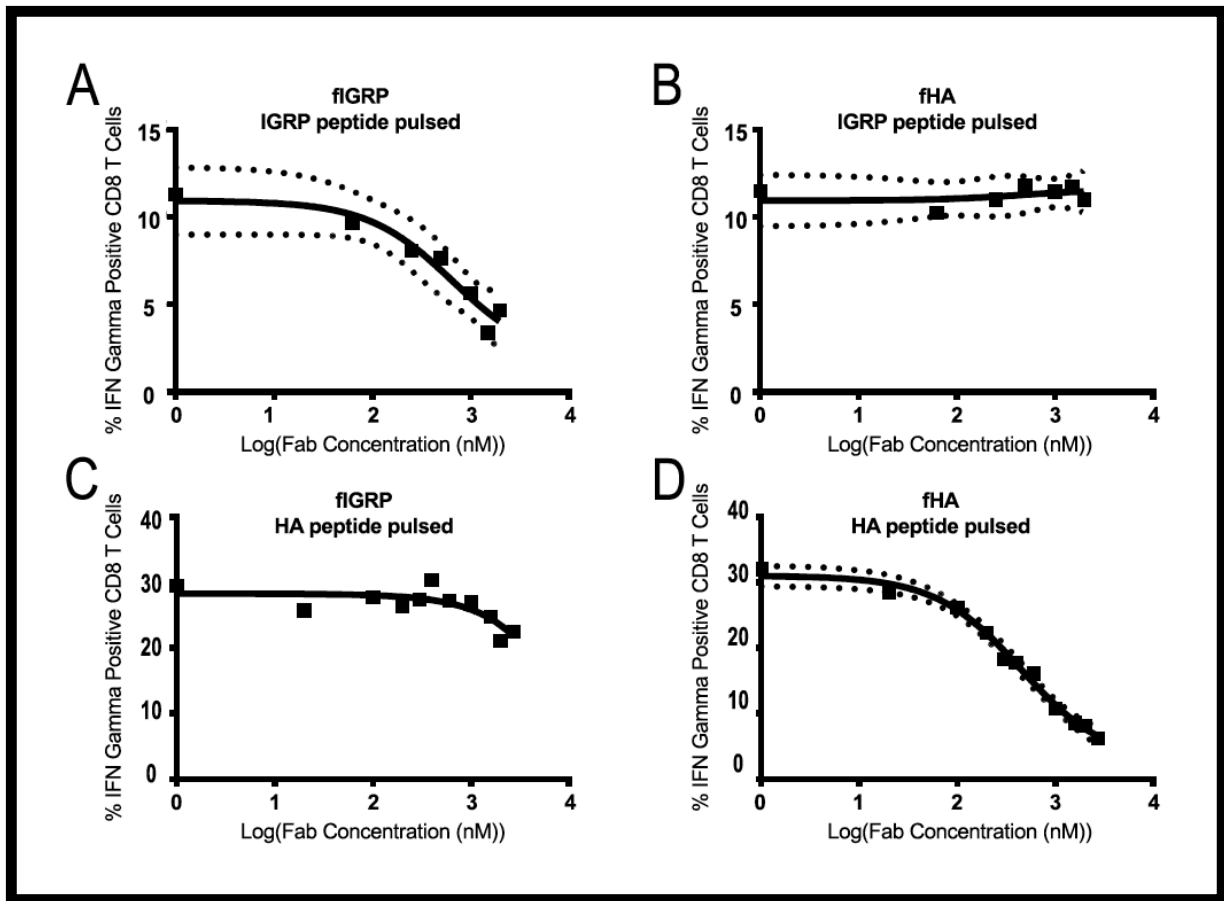 A
fIGRP
IGRP peptide pulsed
% IFN Gamma Positive CD8 T Cells
15
10
5
0
0 1 2 3 4
Log(Fab Concentration (nM))
B
fHA
IGRP peptide pulsed
% IFN Gamma Positive CD8 T Cells
15
10
5
0
0 1 2 3 4
Log(Fab Concentration (nM))
C
fIGRP
HA peptide pulsed
% IFN Gamma Positive CD8 T Cells
40
30
20
10
0
0 1 2 3 4
Log(Fab Concentration (nM))
D
fHA
HA peptide pulsed
% IFN Gamma Positive CD8 T Cells
40
30
20
10
0
0 1 2 3 4
Log(Fab Concentration (nM))